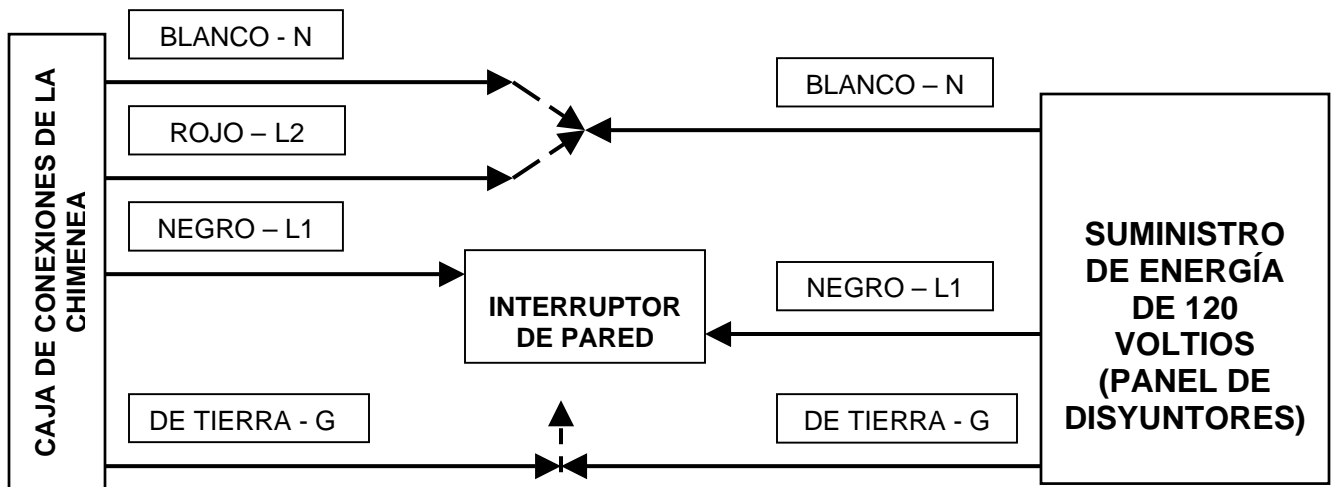 CAJA DE CONEXIONES DE LA
CHIMENEA
BLANCO - N
ROJO – L2
NEGRO – L1
DE TIERRA - G
INTERRUPTOR
DE PARED
BLANCO – N
NEGRO – L1
DE TIERRA - G
SUMINISTRO
DE ENERGÍA
DE 120
VOLTIOS
(PANEL DE
DISYUNTORES)